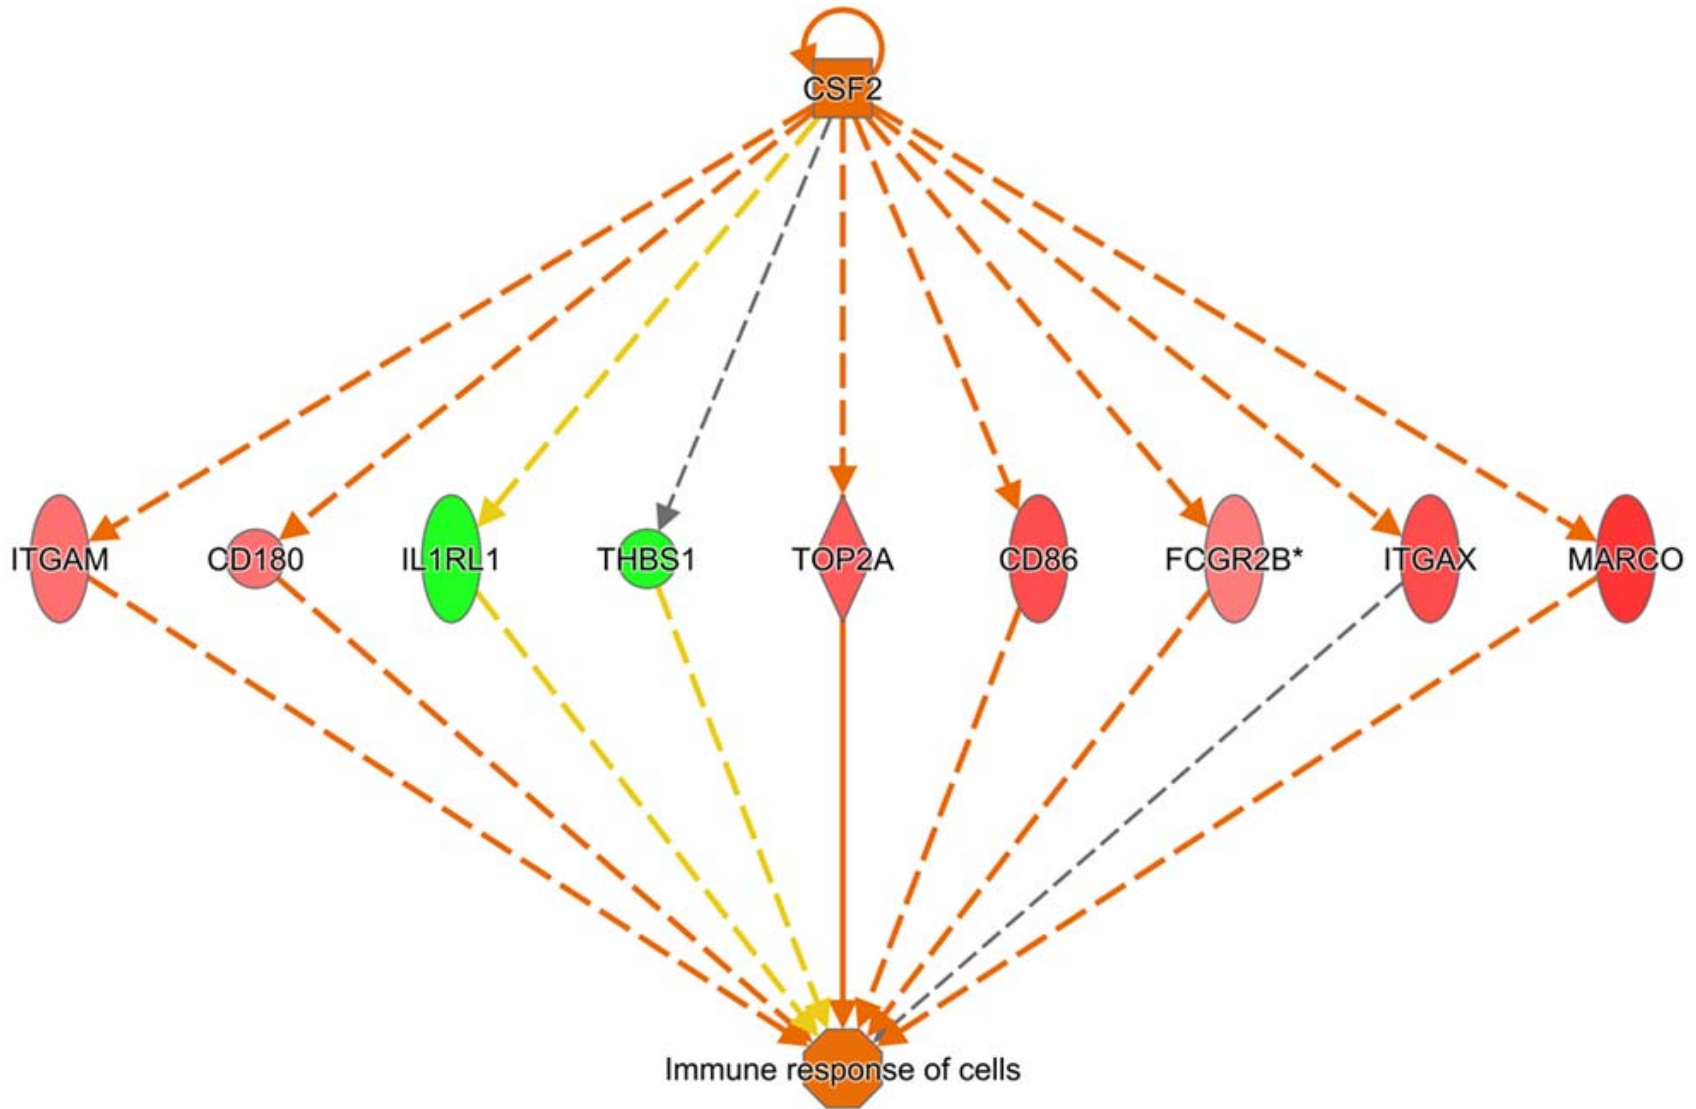 CSF2
ITGAM
CD180
IL1RL1
THBS1
TOP2A
CD86
FCGR2B*
ITGAX
MARCO
Immune response of cells